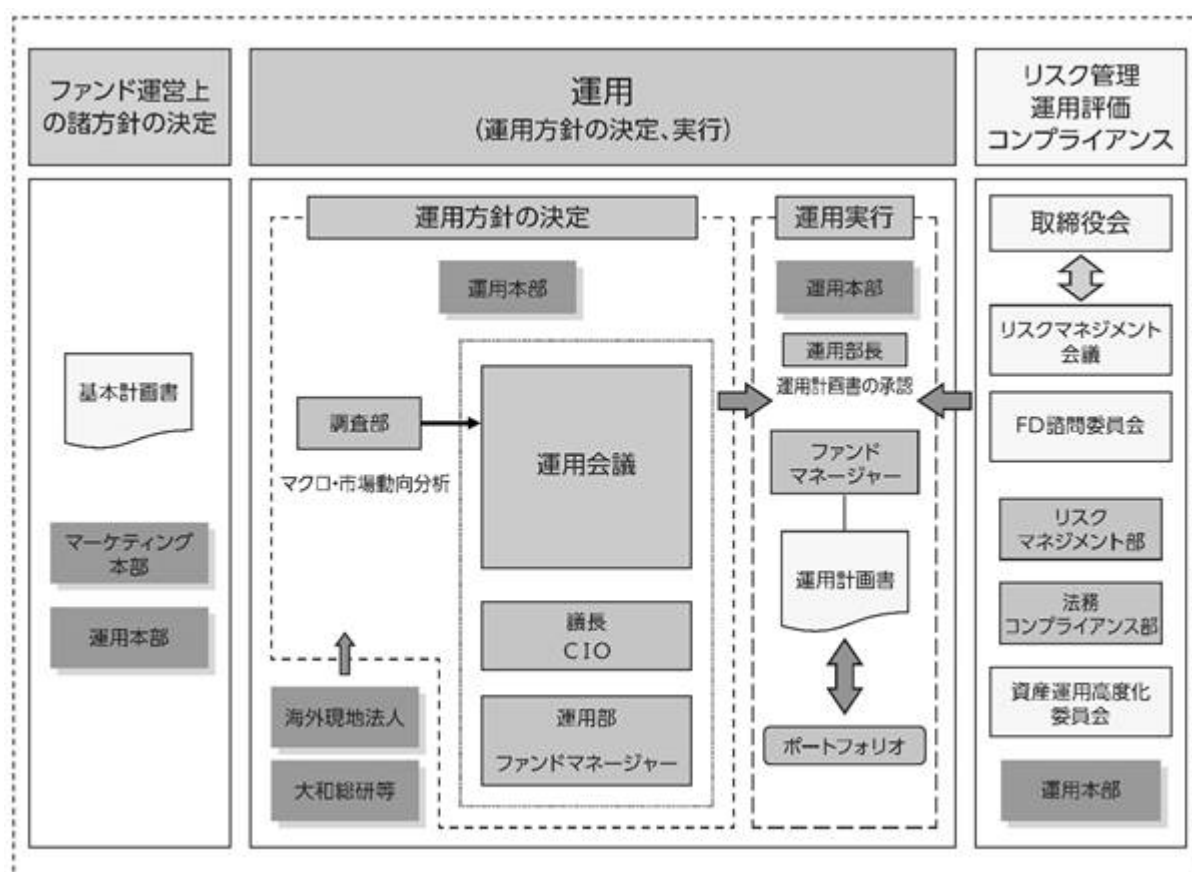 ファンド運営上
の諸方針の決定
基本計画書
マーケティング
本部
運用本部
運用
(運用方針の決定、実行)
運用方針の決定
運用本部
調査部
マクロ・市場動向分析
運用会議
議長
CIO
運用部
ファンドマネージャー
海外現地法人
大和総研等
運用実行
運用本部
運用部長
運用計画書の承認
ファンド
マネージャー
運用計画書
ポートフォリオ
リスク管理
運用評価
コンプライアンス
取締役会
リスクマネジメント
会議
FD諮問委員会
リスク
マネジメント部
法務
コンプライアンス部
資産運用高度化
委員会
運用本部